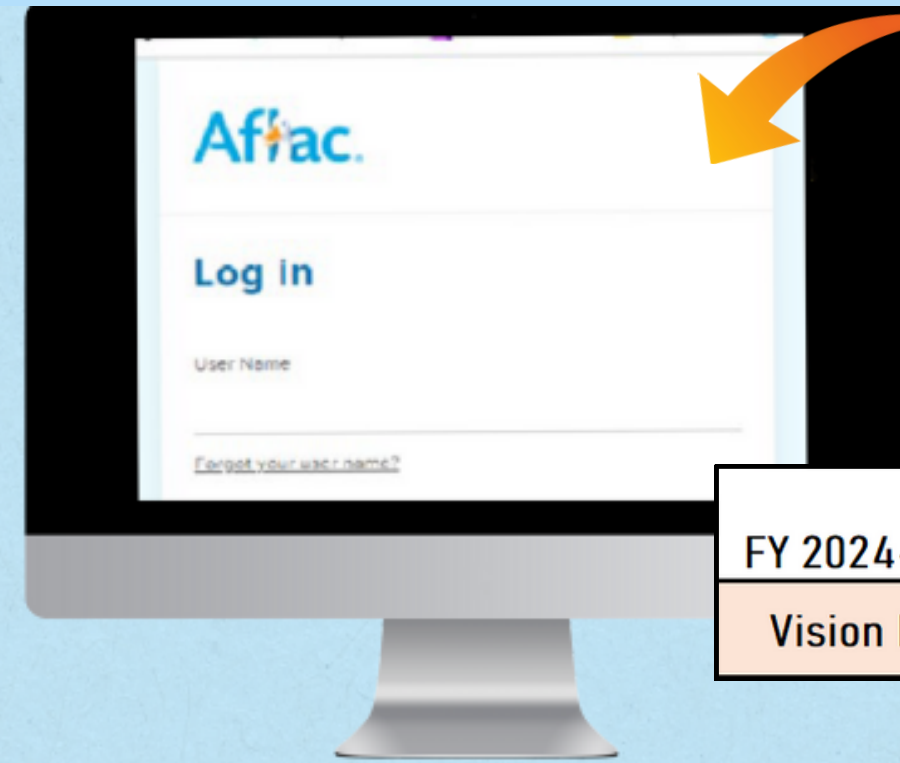 Aflac.
Log in
User Name
Forgot your user name?
FY 2024-
Vision